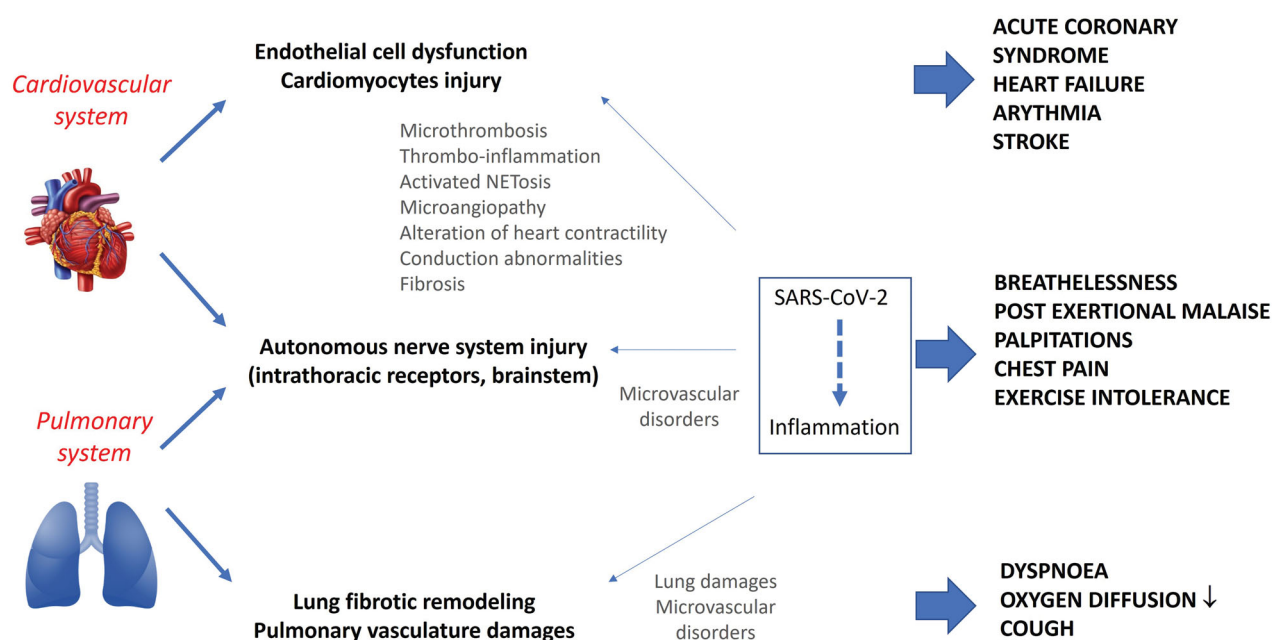 Cardiovascular
system
Endothelial cell dysfunction
Cardiomyocytes injury
Microthrombosis
Thrombo-inflammation
Activated NETosis
Microangiopathy
Alteration of heart contractility
Conduction abnormalities
Fibrosis
ACUTE CORONARY
SYNDROME
HEART FAILURE
ARYTHMIA
STROKE
Autonomous nerve system injury
(intrathoracic receptors, brainstem)
Microvascular
disorders
SARS-CoV-2
Inflammation
BREATHELESSNESS
POST EXERTIONAL MALAISE
PALPITATIONS
CHEST PAIN
EXERCISE INTOLERANCE
Pulmonary
system
Lung fibrotic remodeling
Pulmonary vasculature damages
Lung damages
Microvascular
disorders
DYSPNOEA
OXYGEN DIFFUSION ↓
COUGH